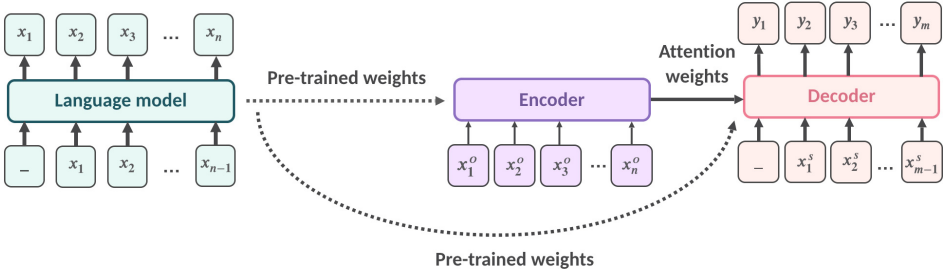 x₁ x₂ x₃ ... xₙ
Language model
– x₁ x₂ ... xₙ₋₁
Pre-trained weights
Encoder
x₁ᵒ x₂ᵒ x₃ᵒ ... xₙᵒ
Attention
weights
y₁ y₂ y₃ ... yₘ
Decoder
– x₁ˢ x₂ˢ ... xₘ₋₁ˢ
Pre-trained weights